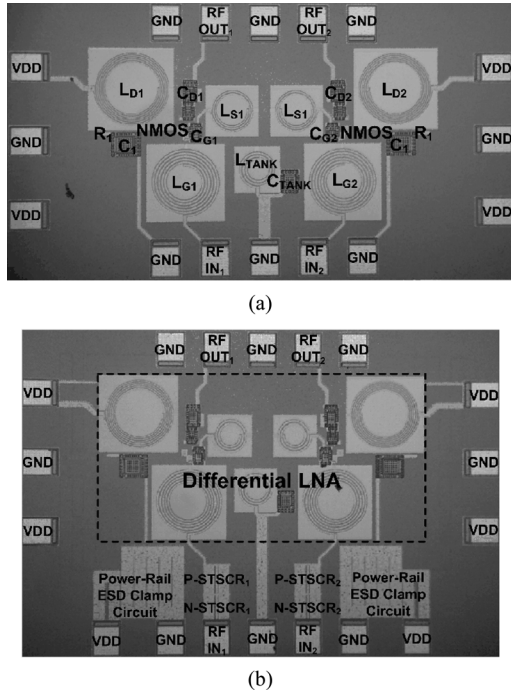 GND RF OUT1 GND RF OUT2 GND
VDD LD1 CD1 LS1 LS1 CD2 LD2 VDD
GND R1 C1 NMOS CG1 CG2 NMOS C1 R1 GND
LTANK
LG1 CTANK LG2
VDD VDD
GND RF IN1 GND RF IN2 GND
(a)
GND RF OUT1 GND RF OUT2 GND
VDD VDD
GND Differential LNA GND
VDD VDD
Power-Rail P-STSCR1 P-STSCR2 Power-Rail
ESD Clamp ESD Clamp
Circuit N-STSCR1 N-STSCR2 Circuit
VDD GND RF IN1 GND RF IN2 GND VDD
(b)